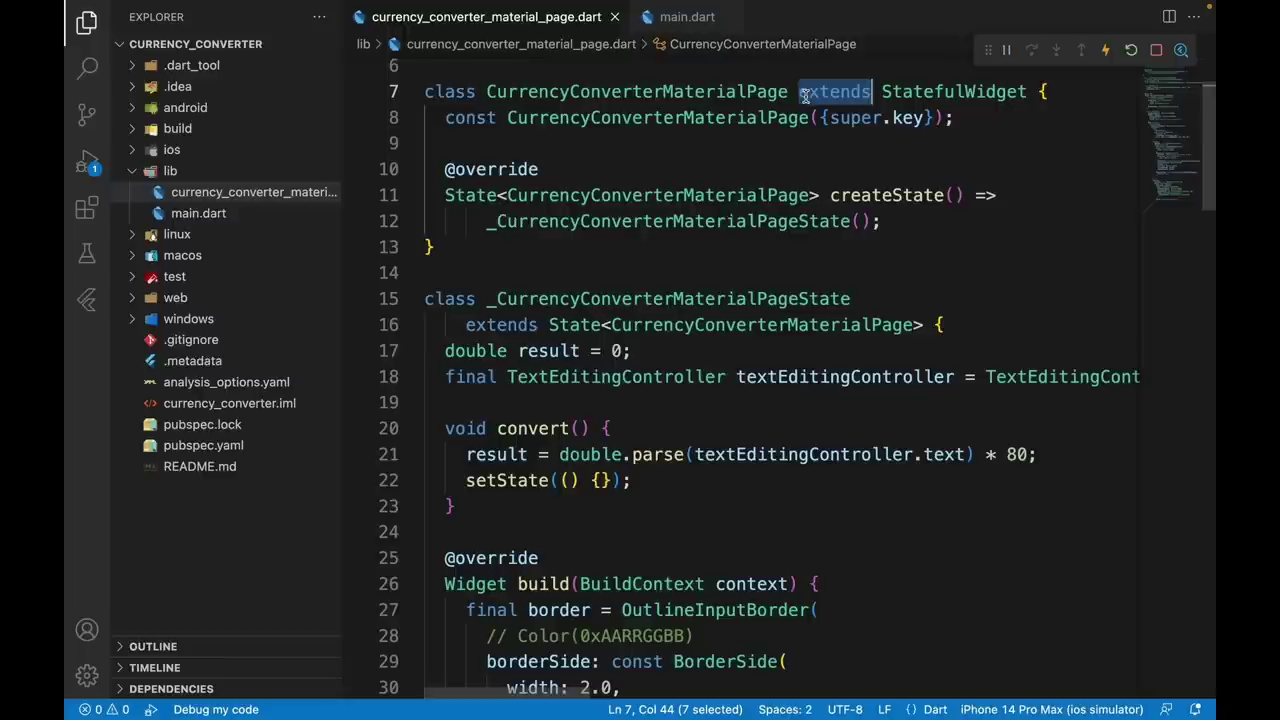 EXPLORER
CURRENCY_CONVERTER
.dart_tool
.idea
android
build
ios
lib
currency_converter_materi...
main.dart
linux
macos
test
web
windows
.gitignore
.metadata
analysis_options.yaml
currency_converter.iml
pubspec.lock
pubspec.yaml
README.md
OUTLINE
TIMELINE
DEPENDENCIES
1
currency_converter_material_page.dart
main.dart
lib > currency_converter_material_page.dart > CurrencyConverterMaterialPage
6
7 class CurrencyConverterMaterialPage extends StatefulWidget {
8 const CurrencyConverterMaterialPage({super.key});
9
10 @override
11 State<CurrencyConverterMaterialPage> createState() =>
12 _CurrencyConverterMaterialPageState();
13 }
14
15 class _CurrencyConverterMaterialPageState
16 extends State<CurrencyConverterMaterialPage> {
17 double result = 0;
18 final TextEditingController textEditingController = TextEditingCont
19
20 void convert() {
21 result = double.parse(textEditingController.text) * 80;
22 setState(() {});
23 }
24
25 @override
26 Widget build(BuildContext context) {
27 final border = OutlineInputBorder(
28 // Color(0xAARRGGBB)
29 borderSide: const BorderSide(
30 width: 2.0,
0 0 Debug my code Ln 7, Col 44 (7 selected) Spaces: 2 UTF-8 LF {} Dart iPhone 14 Pro Max (ios simulator)